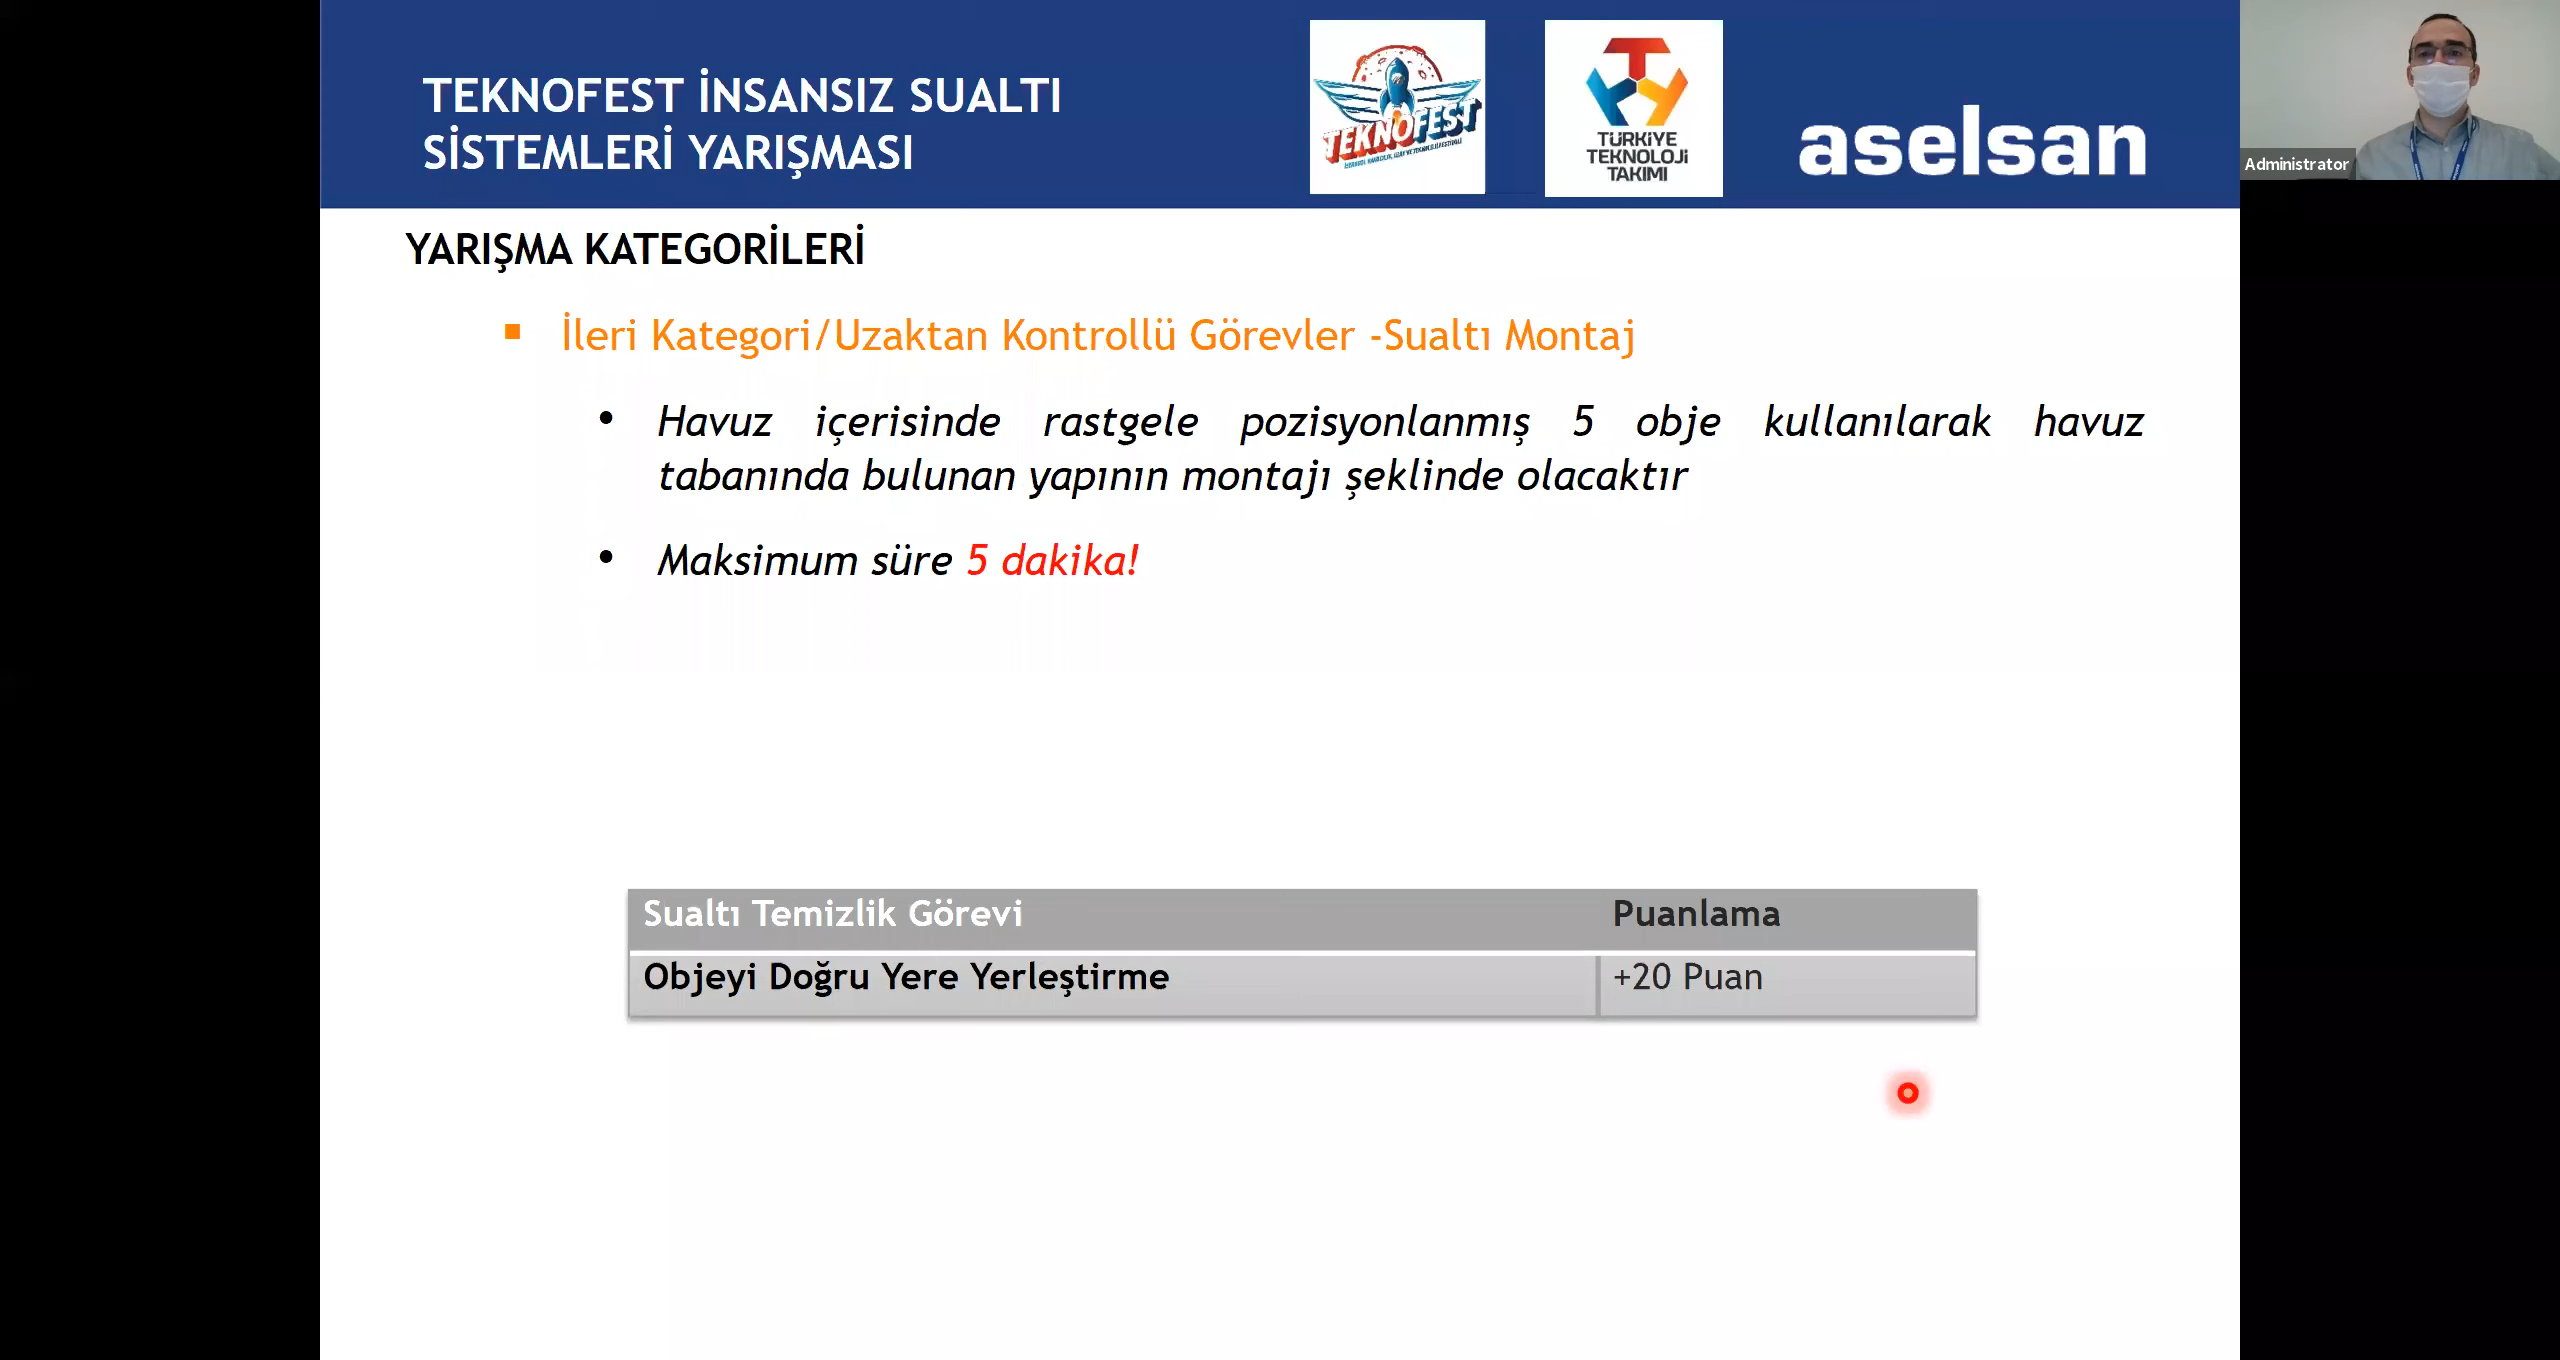 TEKNOFEST İNSANSIZ SUALTI
SİSTEMLERİ YARIŞMASI
TEKNOFEST
TÜRKİYE
TEKNOLOJİ
TAKIMI
aselsan
Administrator
YARIŞMA KATEGORİLERİ
▪ İleri Kategori/Uzaktan Kontrollü Görevler -Sualtı Montaj
• Havuz içerisinde rastgele pozisyonlanmış 5 obje kullanılarak havuz
tabanında bulunan yapının montajı şeklinde olacaktır
• Maksimum süre 5 dakika!
Sualtı Temizlik Görevi Puanlama
Objeyi Doğru Yere Yerleştirme +20 Puan